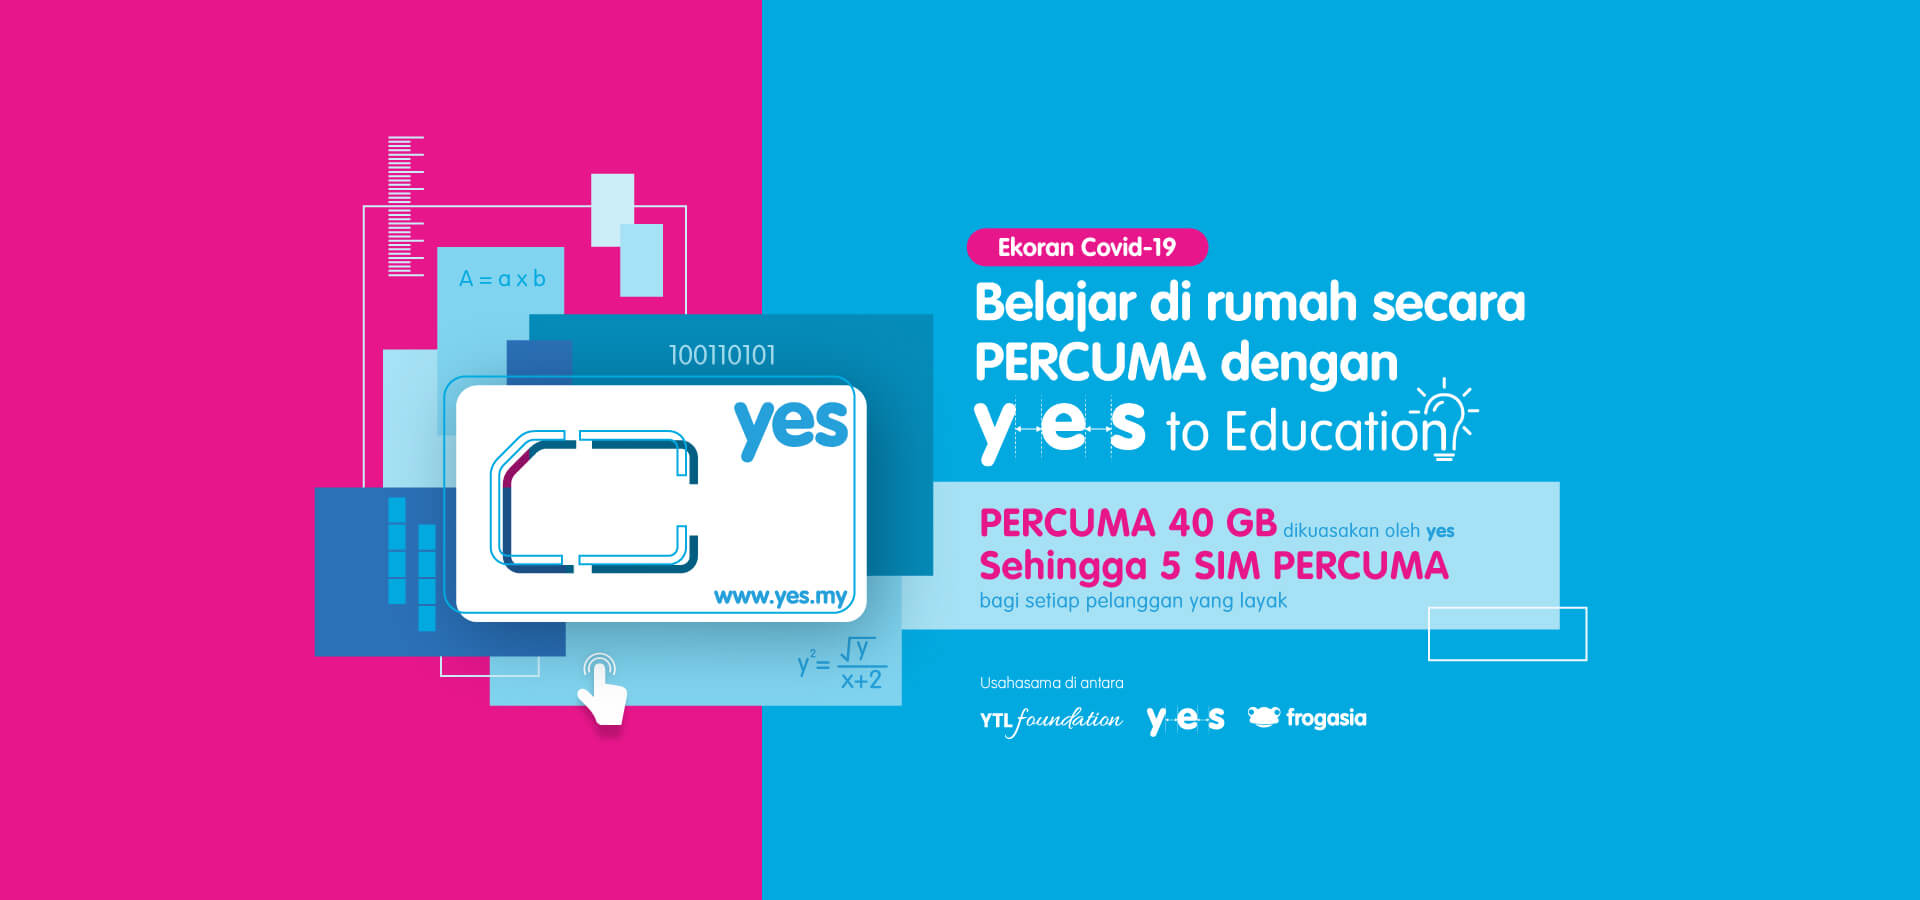 A = a x b
100110101
yes
www.yes.my
y²= √y
x+2
Ekoran Covid-19
Belajar di rumah secara
PERCUMA dengan
yes to Education
PERCUMA 40 GB dikuasakan oleh yes
Sehingga 5 SIM PERCUMA
bagi setiap pelanggan yang layak
Usahasama di antara
YTL foundation yes frogasia